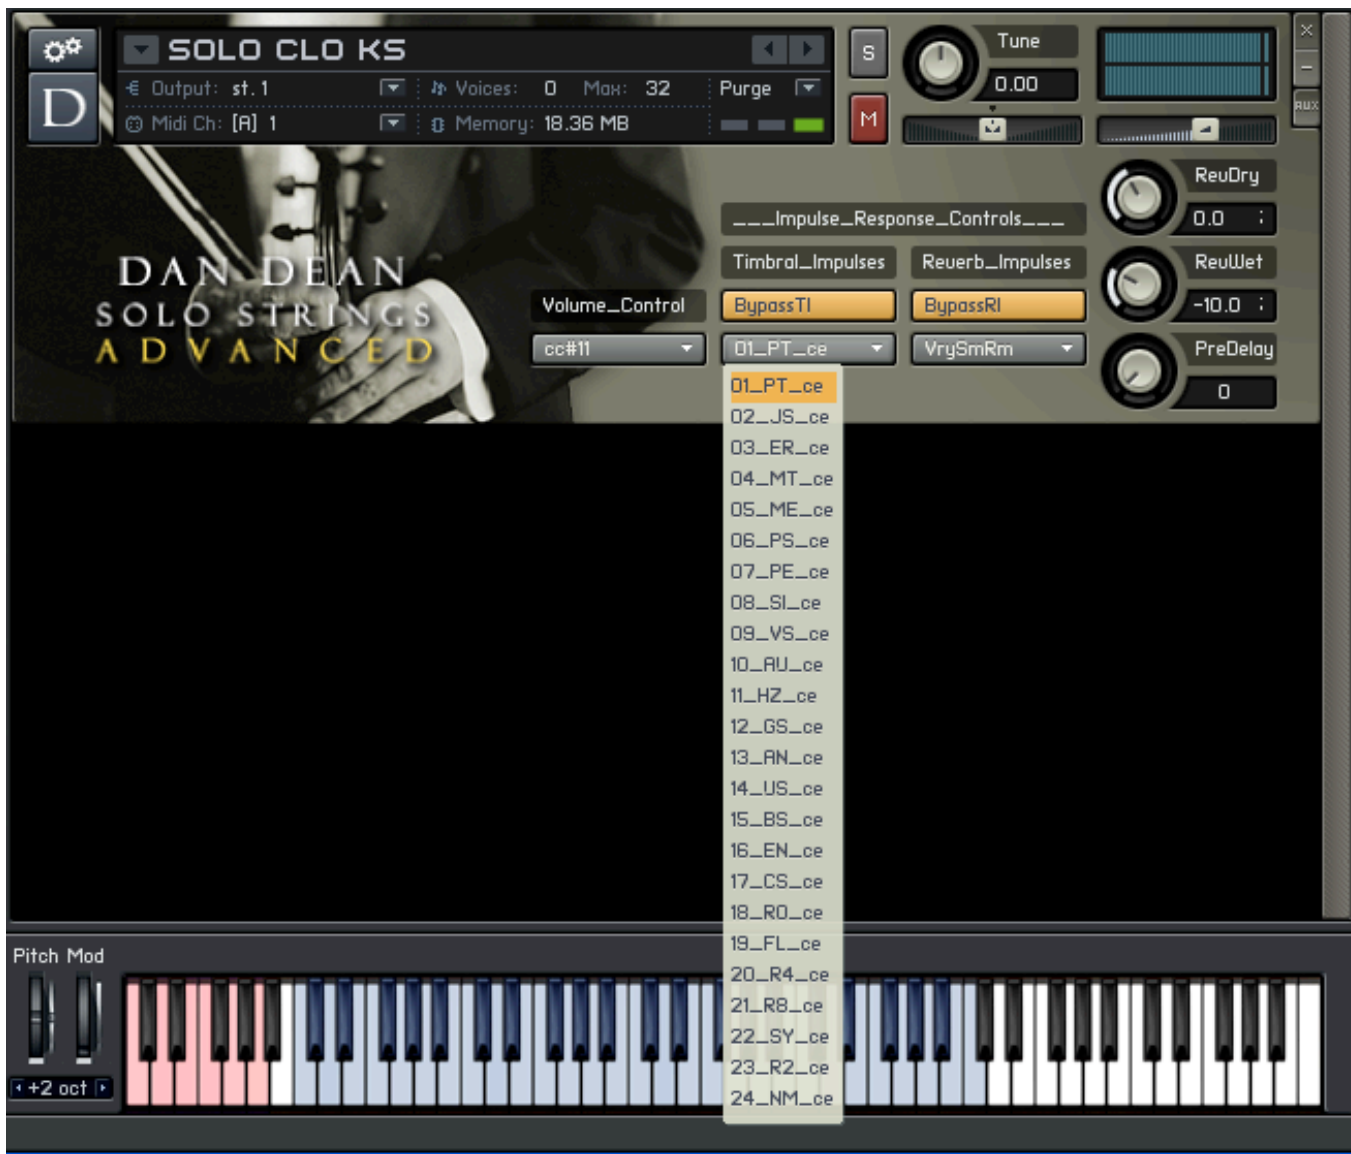 SOLO CLO KS
S
Tune
×
–
AUX
D
Output: st. 1
Voices: 0 Max: 32
Purge
0.00
Midi Ch: [A] 1
Memory: 18.36 MB
M
RevDry
0.0
___Impulse_Response_Controls___
DAN DEAN
SOLO STRINGS
ADVANCED
Timbral_Impulses
Reverb_Impulses
RevWet
-10.0
Volume_Control
BypassTI
BypassRI
cc#11
01_PT_ce
VrySmRm
PreDelay
0
01_PT_ce
02_JS_ce
03_ER_ce
04_MT_ce
05_ME_ce
06_PS_ce
07_PE_ce
08_SI_ce
09_VS_ce
10_AU_ce
11_HZ_ce
12_GS_ce
13_AN_ce
14_US_ce
15_BS_ce
16_EN_ce
17_CS_ce
18_RO_ce
19_FL_ce
20_R4_ce
21_R8_ce
22_SY_ce
23_R2_ce
24_NM_ce
Pitch Mod
+2 oct